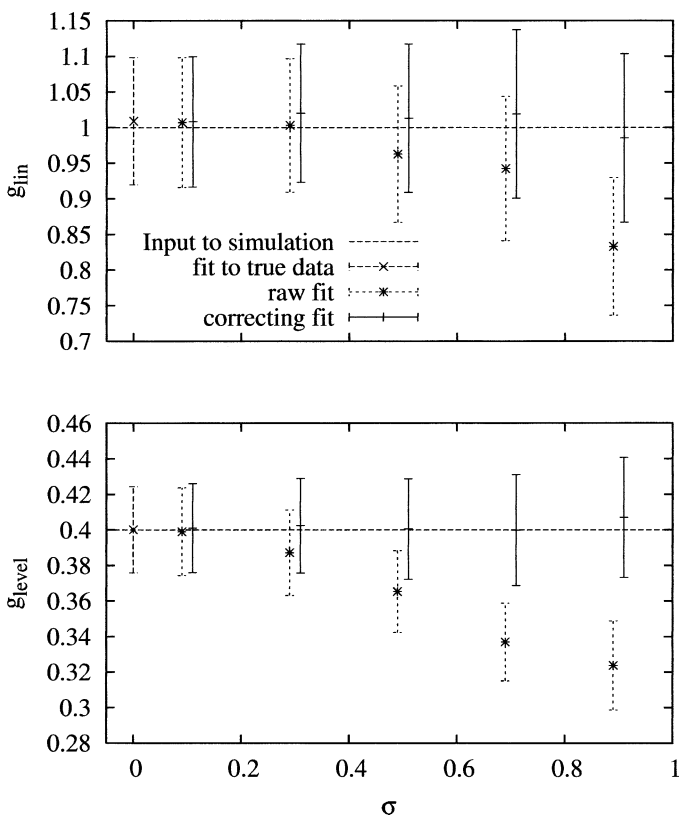 1.15
1.1
1.05
1
0.95
0.9
0.85
0.8
0.75
0.7
g_lin
Input to simulation
fit to true data
raw fit
correcting fit
0.46
0.44
0.42
0.4
0.38
0.36
0.34
0.32
0.3
0.28
g_level
0 0.2 0.4 0.6 0.8 1
σ